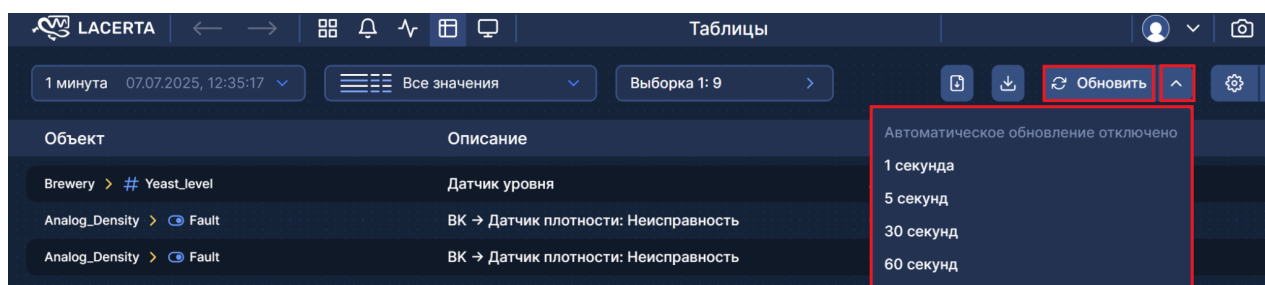 LACERTA Таблицы
1 минута 07.07.2025, 12:35:17 Все значения Выборка 1: 9 Обновить
Объект Описание
Автоматическое обновление отключено
1 секунда
5 секунд
30 секунд
60 секунд
Brewery > # Yeast_level Датчик уровня
Analog_Density > Fault ВК → Датчик плотности: Неисправность
Analog_Density > Fault ВК → Датчик плотности: Неисправность